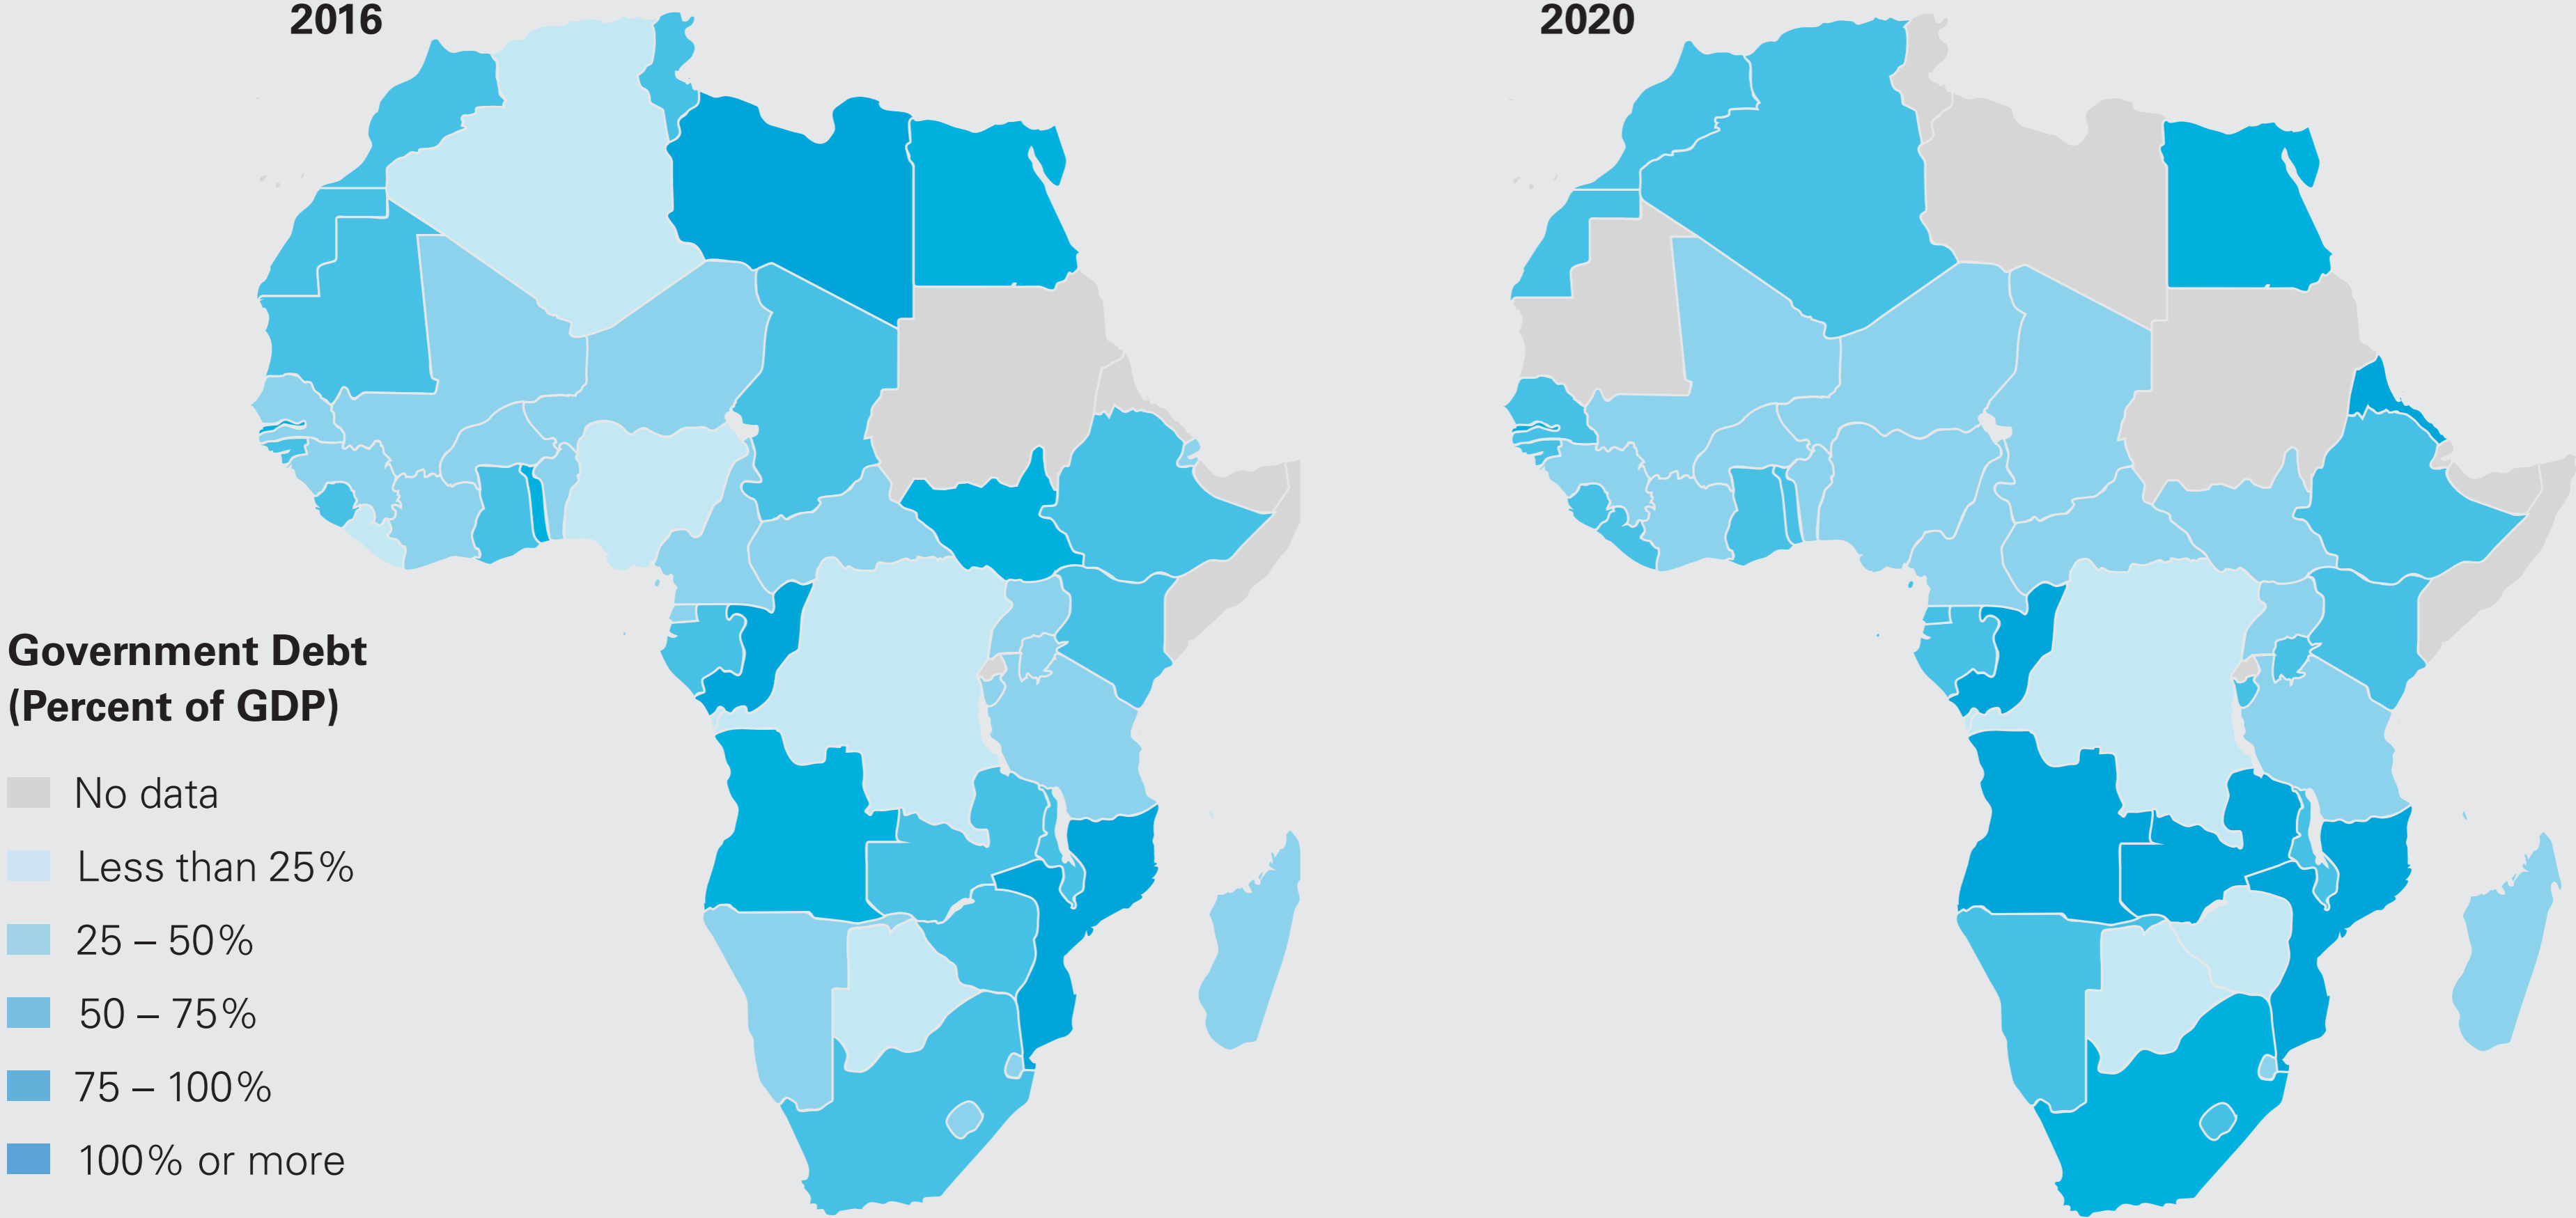 2016
2020
Government Debt
(Percent of GDP)
No data
Less than 25%
25 – 50%
50 – 75%
75 – 100%
100% or more